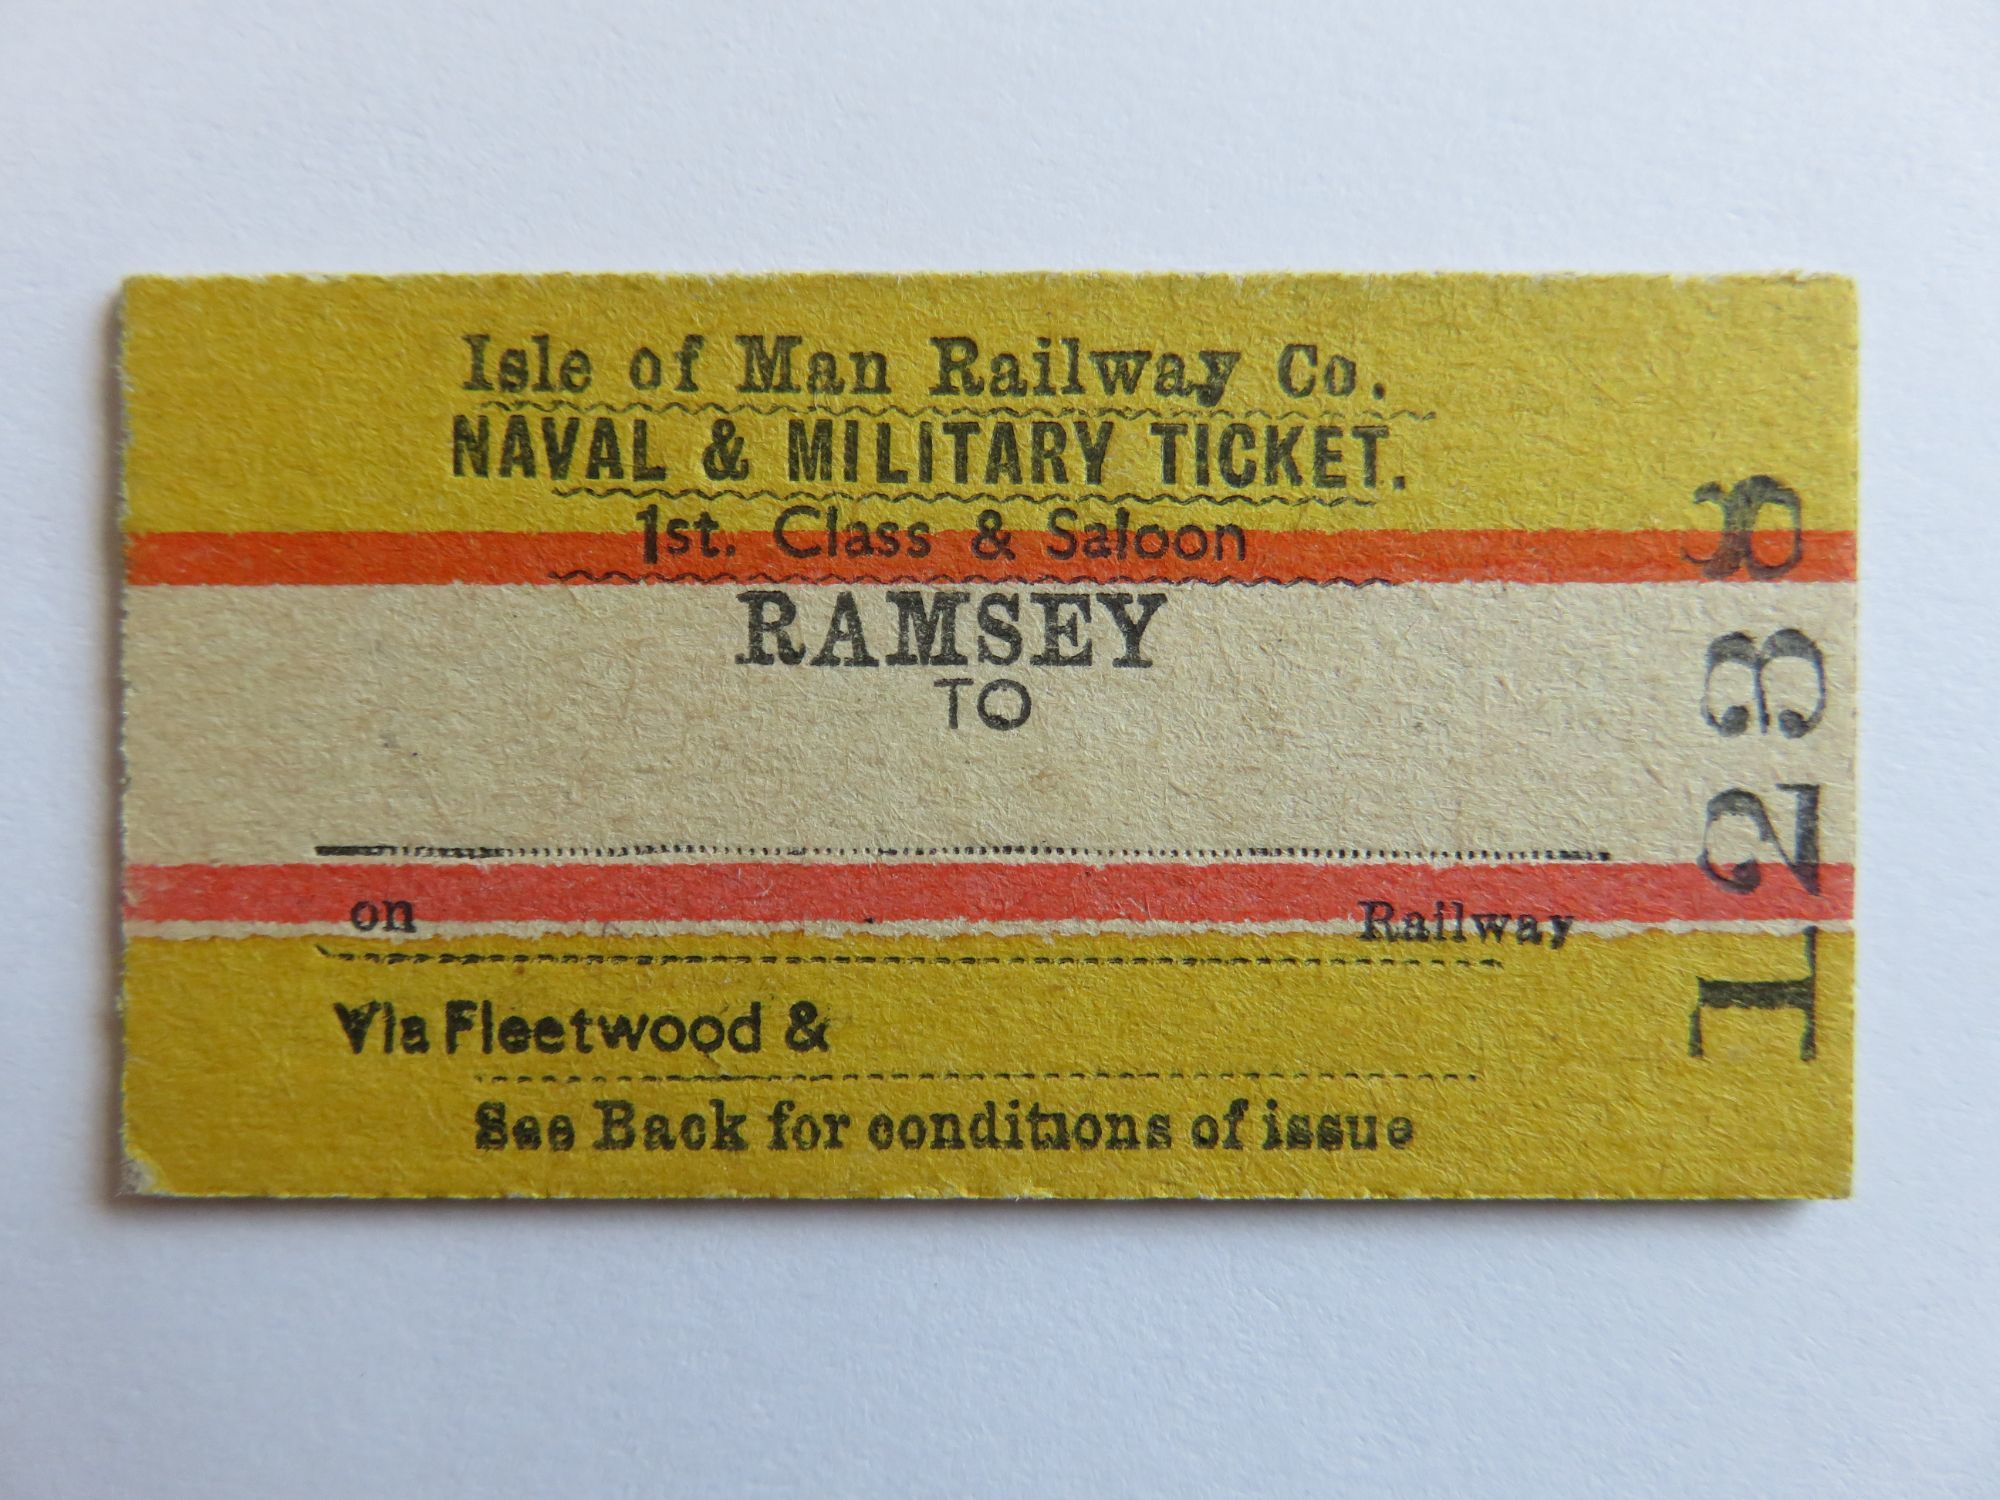 Isle of Man Railway Co.
NAVAL & MILITARY TICKET.
1st. Class & Saloon
RAMSEY
TO
on Railway
Via Fleetwood &
See Back for conditions of issue
1238